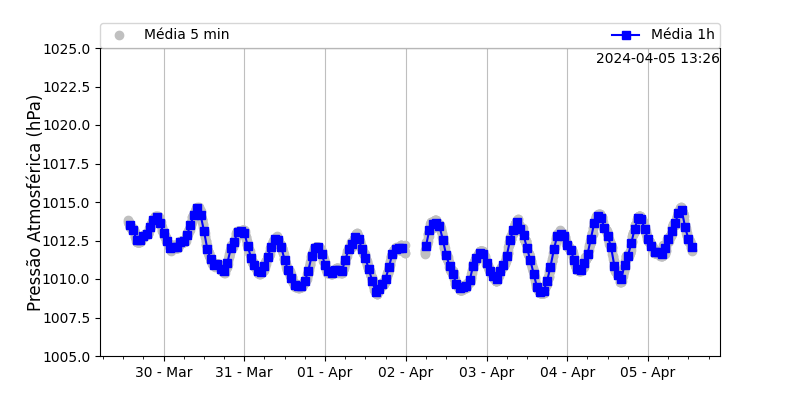 Média 5 min
Média 1h
2024-04-05 13:26
Pressão Atmosférica (hPa)
1025.0
1022.5
1020.0
1017.5
1015.0
1012.5
1010.0
1007.5
1005.0
30 - Mar
31 - Mar
01 - Apr
02 - Apr
03 - Apr
04 - Apr
05 - Apr